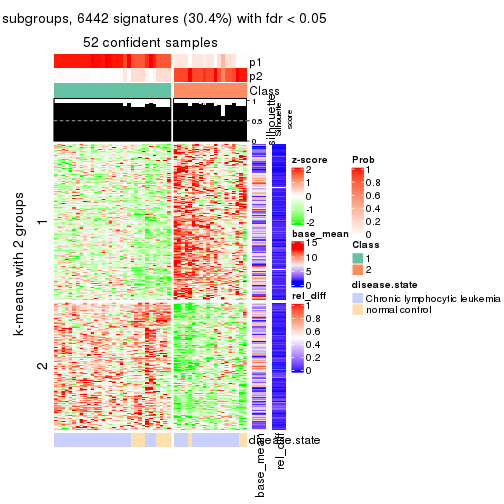 subgroups, 6442 signatures (30.4%) with fdr < 0.05
52 confident samples
p1
p2
Class
1
0.5
0
silhouette
Silhouette
score
k-means with 2 groups
1
2
z-score
2
1
0
-1
-2
base_mean
15
10
5
0
rel_diff
1
0.8
0.6
0.4
0.2
0
Prob
1
0.8
0.6
0.4
0.2
0
Class
1
2
disease.state
Chronic lymphocytic leukemia
normal control
disease.state
base_mean
rel_diff